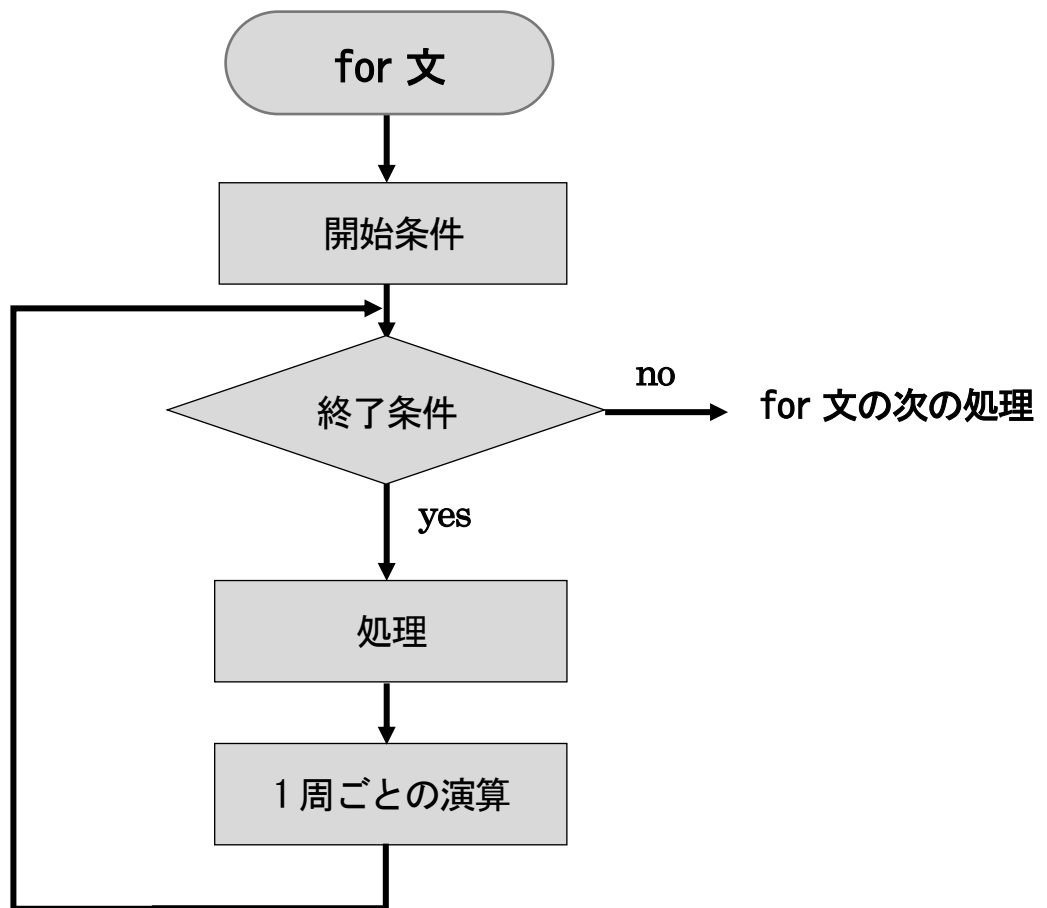 for 文
開始条件
終了条件
no
for 文の次の処理
yes
処理
1 周ごとの演算